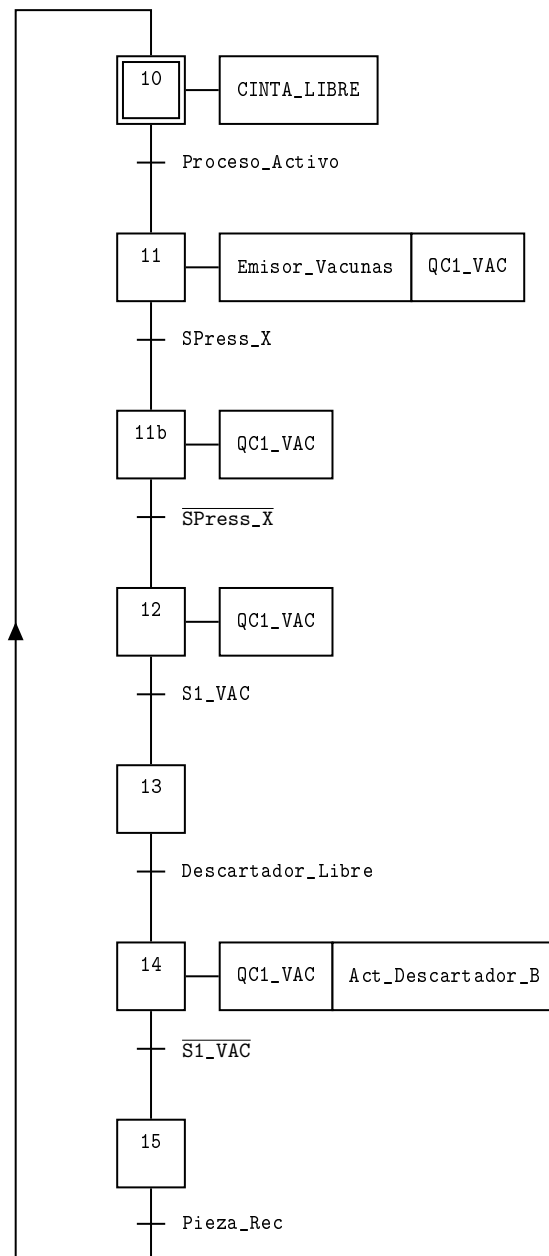 10 CINTA_LIBRE
Proceso_Activo
11 Emisor_Vacunas QC1_VAC
SPress_X
11b QC1_VAC
SPress_X
12 QC1_VAC
S1_VAC
13
Descartador_Libre
14 QC1_VAC Act_Descartador_B
S1_VAC
15
Pieza_Rec